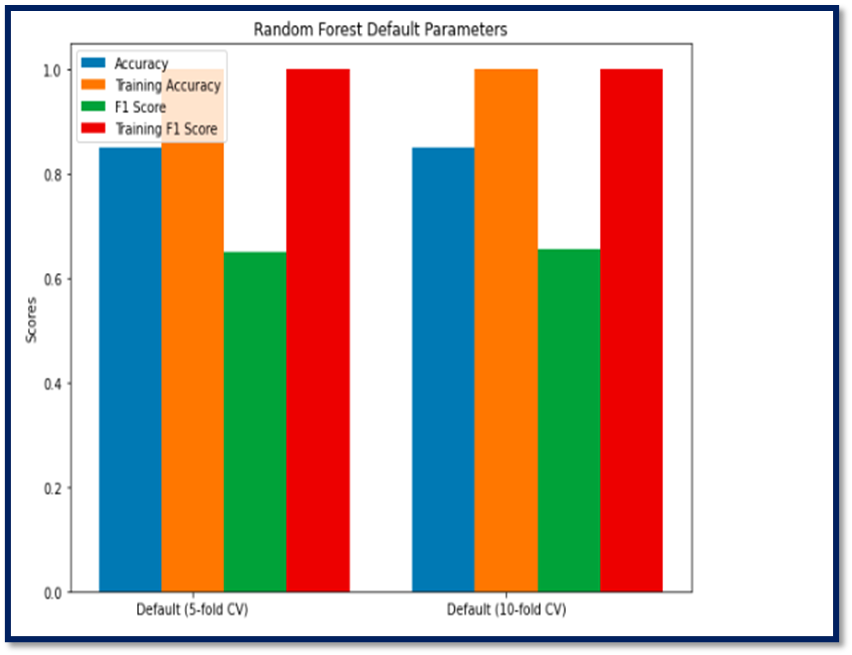 Random Forest Default Parameters
Accuracy
Training Accuracy
F1 Score
Training F1 Score
1.0
0.8
0.6
0.4
0.2
0.0
Scores
Default (5-fold CV)
Default (10-fold CV)